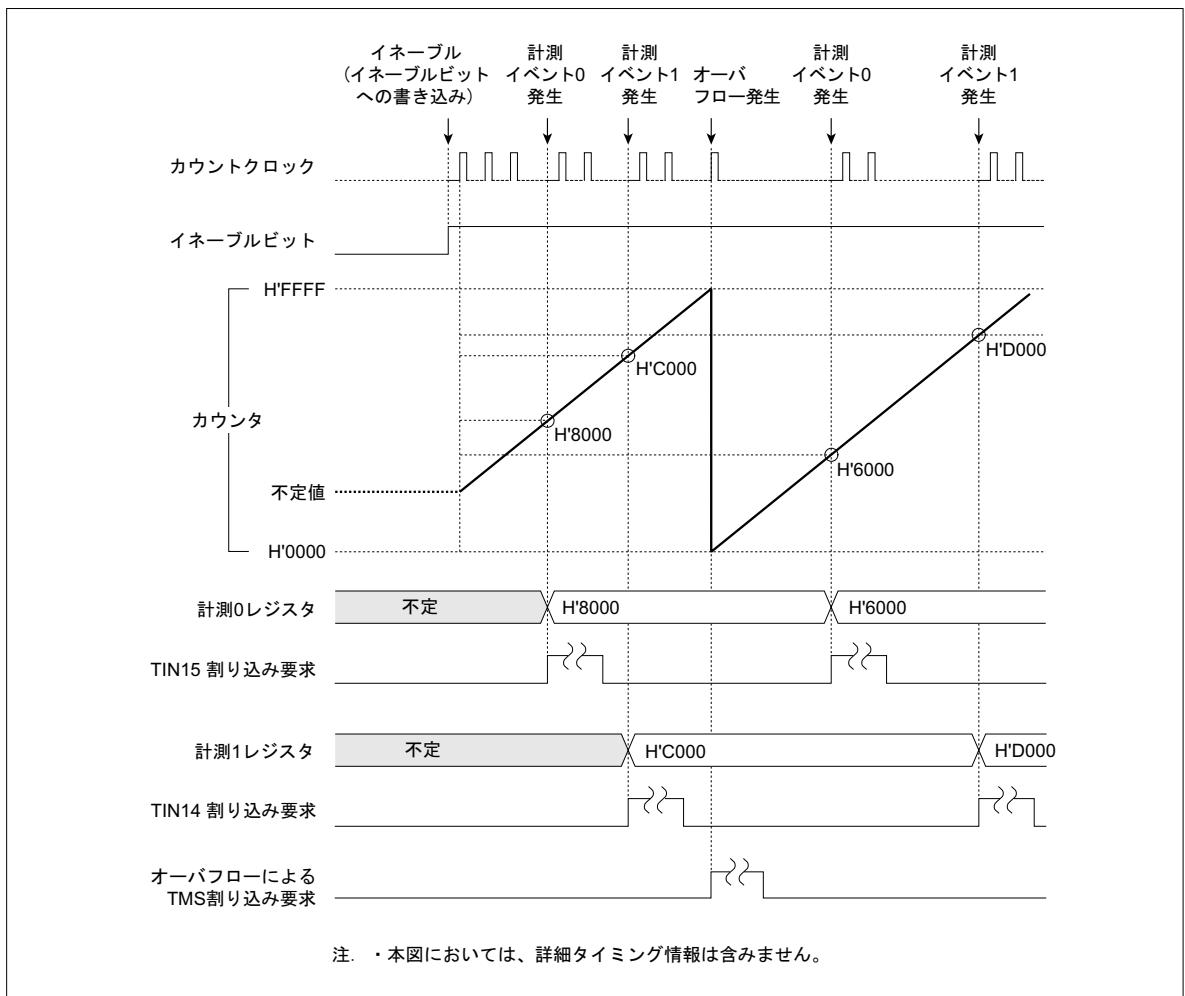 イネーブル
(イネーブルビット
への書き込み)
計測
イベント0
発生
計測
イベント1
発生
オーバ
フロー発生
計測
イベント0
発生
計測
イベント1
発生
カウントクロック
イネーブルビット
H'FFFF
H'D000
H'C000
カウンタ
H'8000
H'6000
不定値
H'0000
計測0レジスタ
不定
H'8000
H'6000
TIN15 割り込み要求
計測1レジスタ
不定
H'C000
H'D000
TIN14 割り込み要求
オーバフローによる
TMS割り込み要求
注. ・本図においては、詳細タイミング情報は含みません。